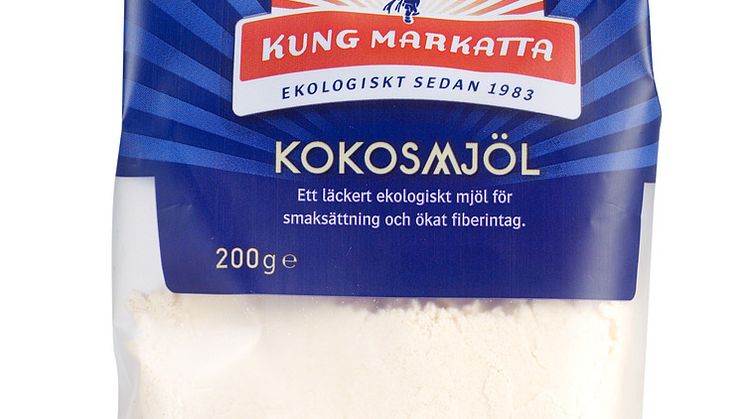 KUNG MARKATTA
EKOLOGISKT SEDAN 1983
KOKOSMJÖL
Ett läckert ekologiskt mjöl för
smaksättning och ökat fiberintag.
200g ℮